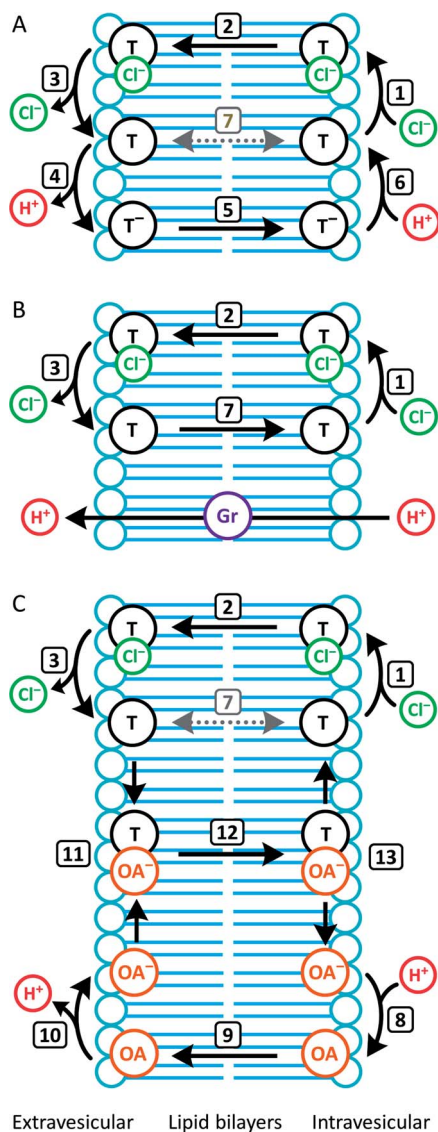 A
2
T T
Cl⁻ Cl⁻
3 1
Cl⁻ Cl⁻
T 7 T
4 6
H⁺ T⁻ 5 T⁻ H⁺
B
2
T T
Cl⁻ Cl⁻
3 1
Cl⁻ Cl⁻
T 7 T
H⁺ Gr H⁺
C
2
T T
Cl⁻ Cl⁻
3 1
Cl⁻ Cl⁻
T 7 T
T 12 T
11 OA⁻ OA⁻ 13
OA⁻ OA⁻
H⁺ H⁺
10 8
OA 9 OA
Extravesicular Lipid bilayers Intravesicular